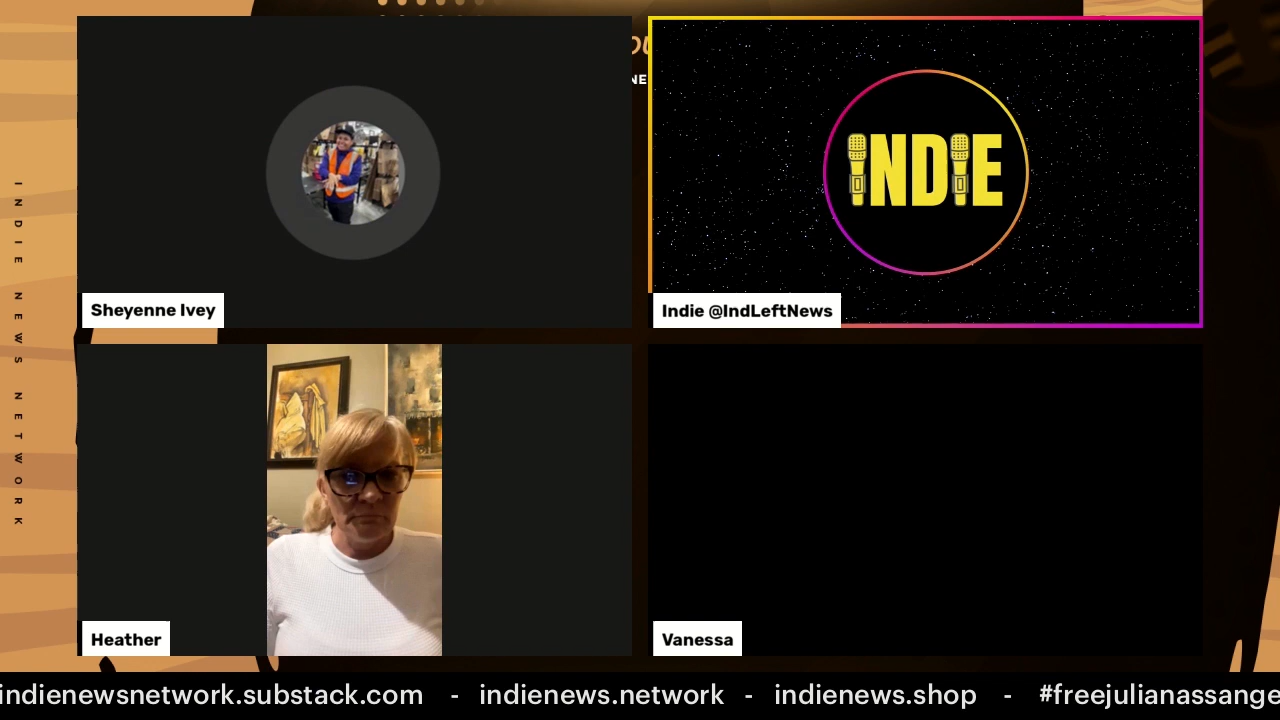 INDIE NEWS NETWORK
Sheyenne Ivey
INDIE
Indie @IndLeftNews
Heather
Vanessa
indienewsnetwork.substack.com - indienews.network - indienews.shop - #freejulianassange